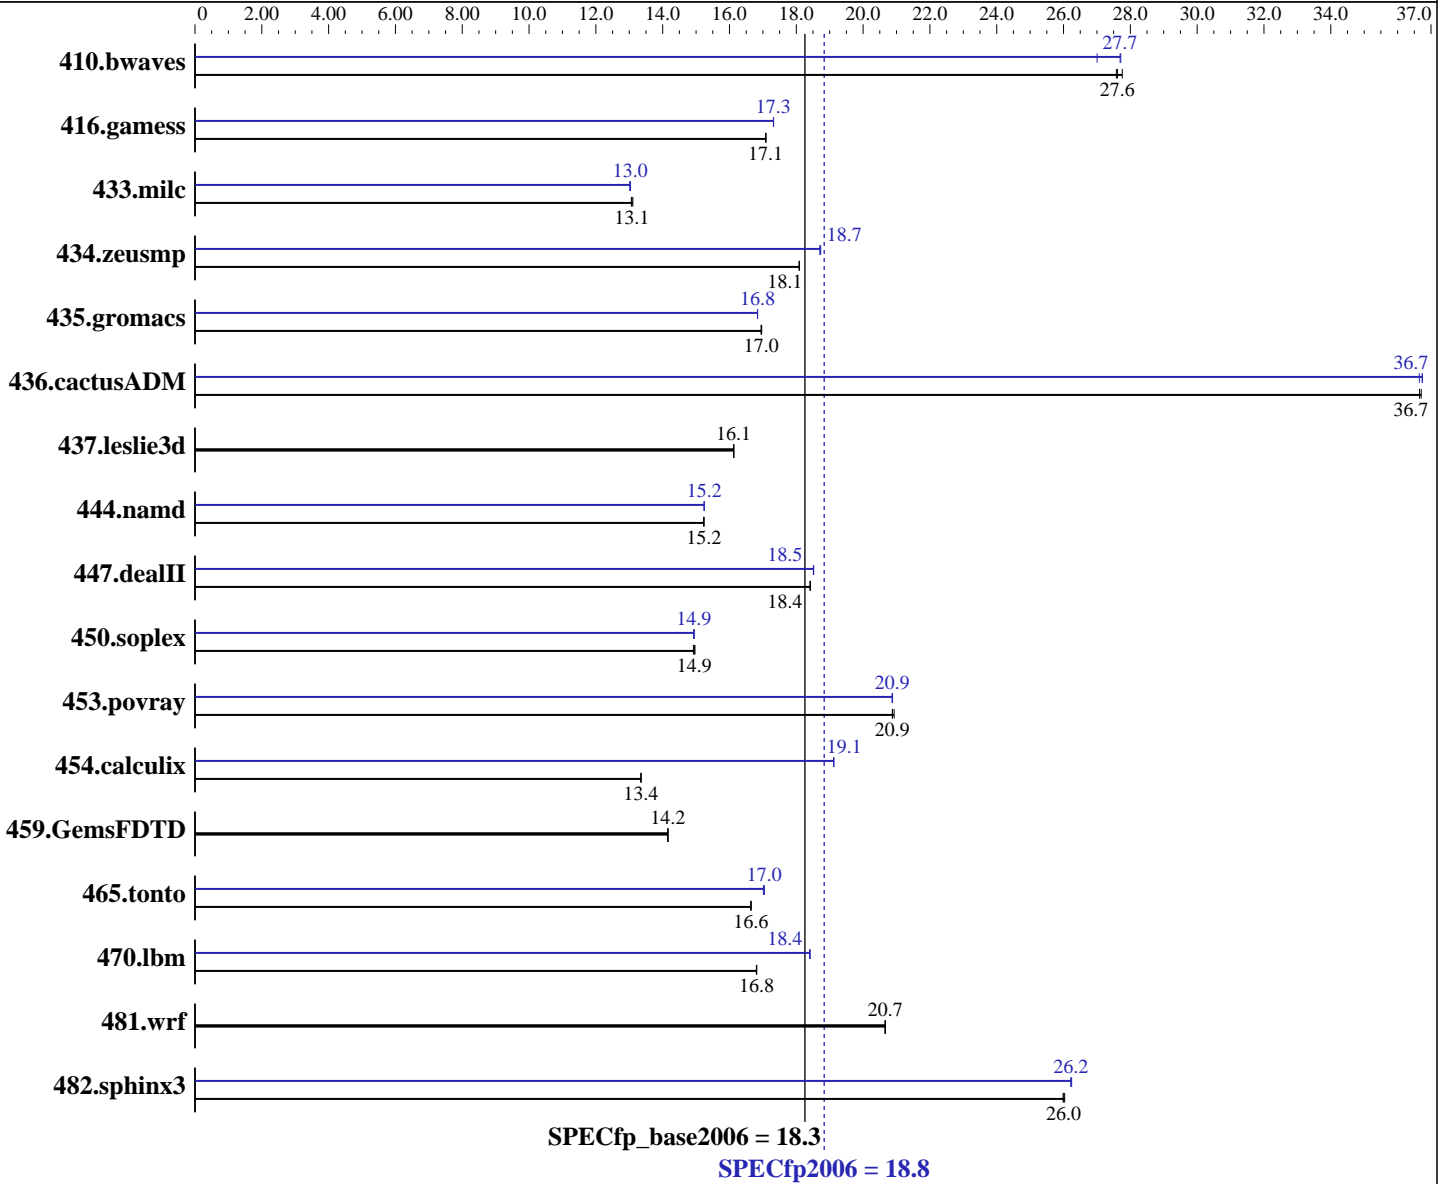 0 2.00 4.00 6.00 8.00 10.0 12.0 14.0 16.0 18.0 20.0 22.0 24.0 26.0 28.0 30.0 32.0 34.0 37.0
27.7
410.bwaves
27.6
17.3
416.gamess
17.1
13.0
433.milc
13.1
18.7
434.zeusmp
18.1
16.8
435.gromacs
17.0
36.7
436.cactusADM
36.7
16.1
437.leslie3d
15.2
444.namd
15.2
18.5
447.dealII
18.4
14.9
450.soplex
14.9
20.9
453.povray
20.9
19.1
454.calculix
13.4
14.2
459.GemsFDTD
17.0
465.tonto
16.6
18.4
470.lbm
16.8
20.7
481.wrf
26.2
482.sphinx3
26.0
SPECfp_base2006 = 18.3
SPECfp2006 = 18.8